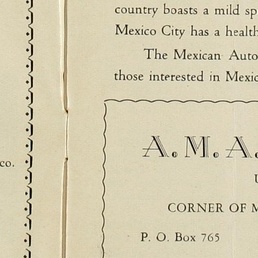 country boasts a mild sp
Mexico City has a health
The Mexican Auto
those interested in Mexic
co.
A. M. A.
CORNER OF M
P. O. Box 765